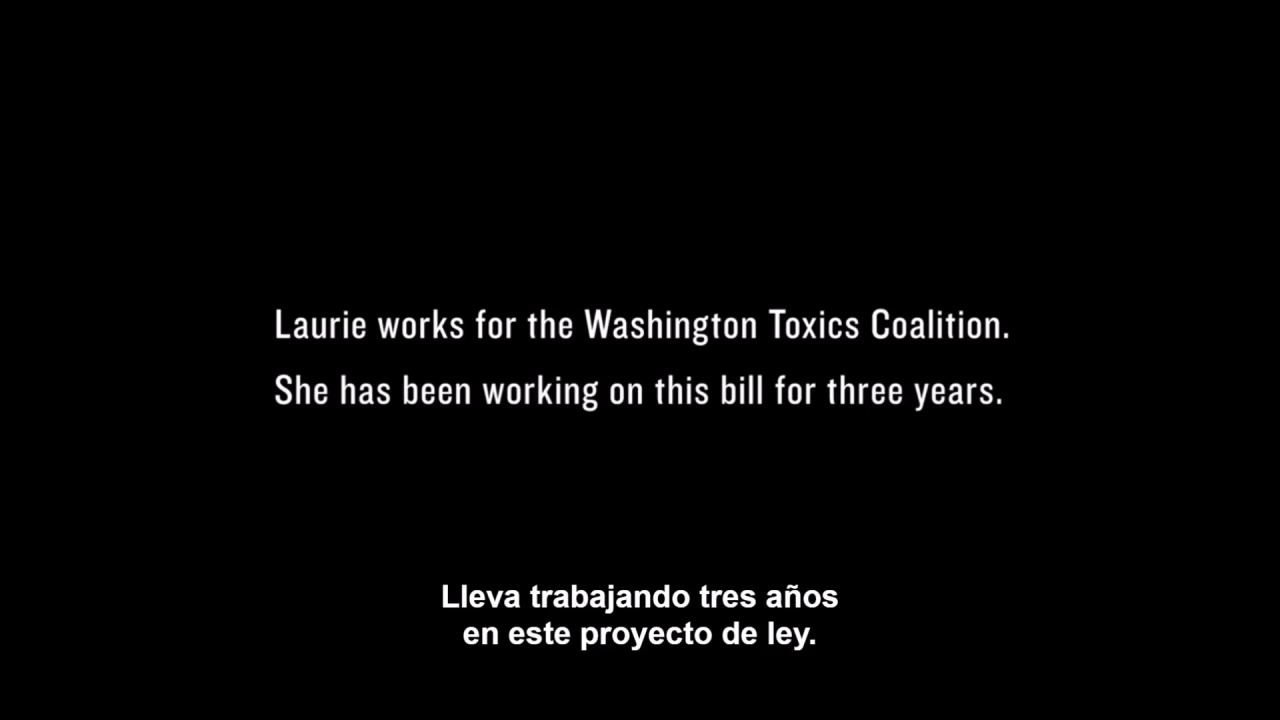 Laurie works for the Washington Toxics Coalition.
She has been working on this bill for three years.
Lleva trabajando tres años
en este proyecto de ley.